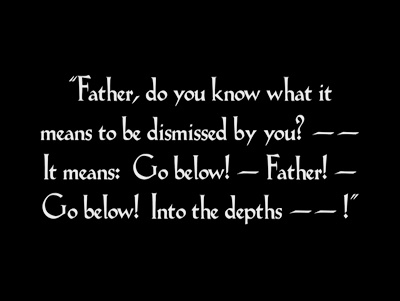 "Father, do you know what it
means to be dismissed by you? — —
It means: Go below! — Father! —
Go below! Into the depths — — !"